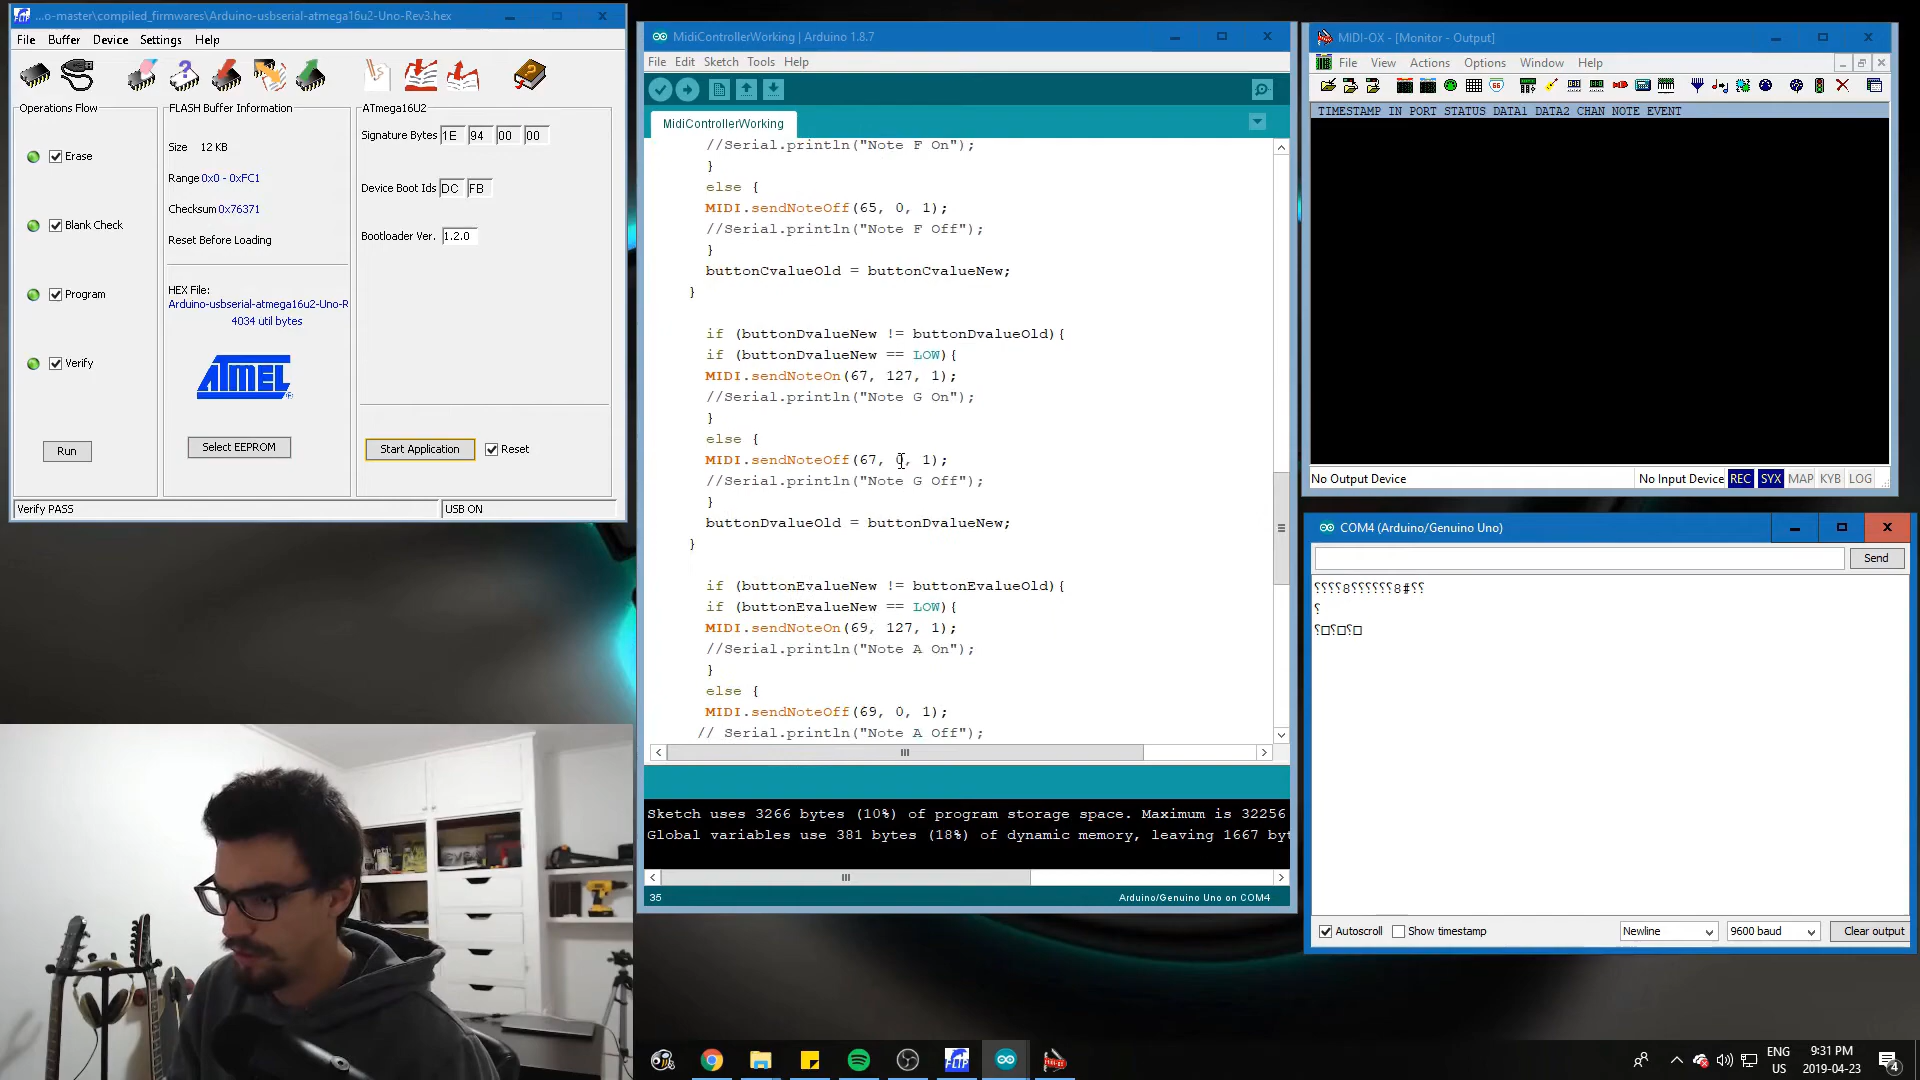 ...o-master\compiled_firmwares\Arduino-usbserial-atmega16u2-Uno-Rev3.hex
File Buffer Device Settings Help
Operations Flow
Erase
Blank Check
Program
Verify
Run
FLASH Buffer Information
Size 12 KB
Range 0x0 - 0xFC1
Checksum 0x76371
Reset Before Loading
HEX File:
Arduino-usbserial-atmega16u2-Uno-R
4034 util bytes
ATMEL
Select EEPROM
ATmega16U2
Signature Bytes 1E 94 00 00
Device Boot Ids DC FB
Bootloader Ver. 1.2.0
Start Application Reset
Verify PASS
USB ON
MidiControllerWorking | Arduino 1.8.7
File Edit Sketch Tools Help
MidiControllerWorking
//Serial.println("Note F On");
}
else {
MIDI.sendNoteOff(65, 0, 1);
//Serial.println("Note F Off");
}
buttonCvalueOld = buttonCvalueNew;
}
if (buttonDvalueNew != buttonDvalueOld){
if (buttonDvalueNew == LOW){
MIDI.sendNoteOn(67, 127, 1);
//Serial.println("Note G On");
}
else {
MIDI.sendNoteOff(67, 0, 1);
//Serial.println("Note G Off");
}
buttonDvalueOld = buttonDvalueNew;
}
if (buttonEvalueNew != buttonEvalueOld){
if (buttonEvalueNew == LOW){
MIDI.sendNoteOn(69, 127, 1);
//Serial.println("Note A On");
}
else {
MIDI.sendNoteOff(69, 0, 1);
// Serial.println("Note A Off");
Sketch uses 3266 bytes (10%) of program storage space. Maximum is 32256
Global variables use 381 bytes (18%) of dynamic memory, leaving 1667 byt
35
Arduino/Genuino Uno on COM4
MIDI-OX - [Monitor - Output]
File View Actions Options Window Help
TIMESTAMP IN PORT STATUS DATA1 DATA2 CHAN NOTE EVENT
No Output Device
No Input Device REC SYX MAP KYB LOG
COM4 (Arduino/Genuino Uno)
Send
⸮⸮⸮⸮8⸮⸮⸮⸮⸮⸮8#⸮⸮
⸮
⸮□⸮□⸮□
Autoscroll Show timestamp
Newline
9600 baud
Clear output
FLIP
ENG
US
9:31 PM
2019-04-23
4